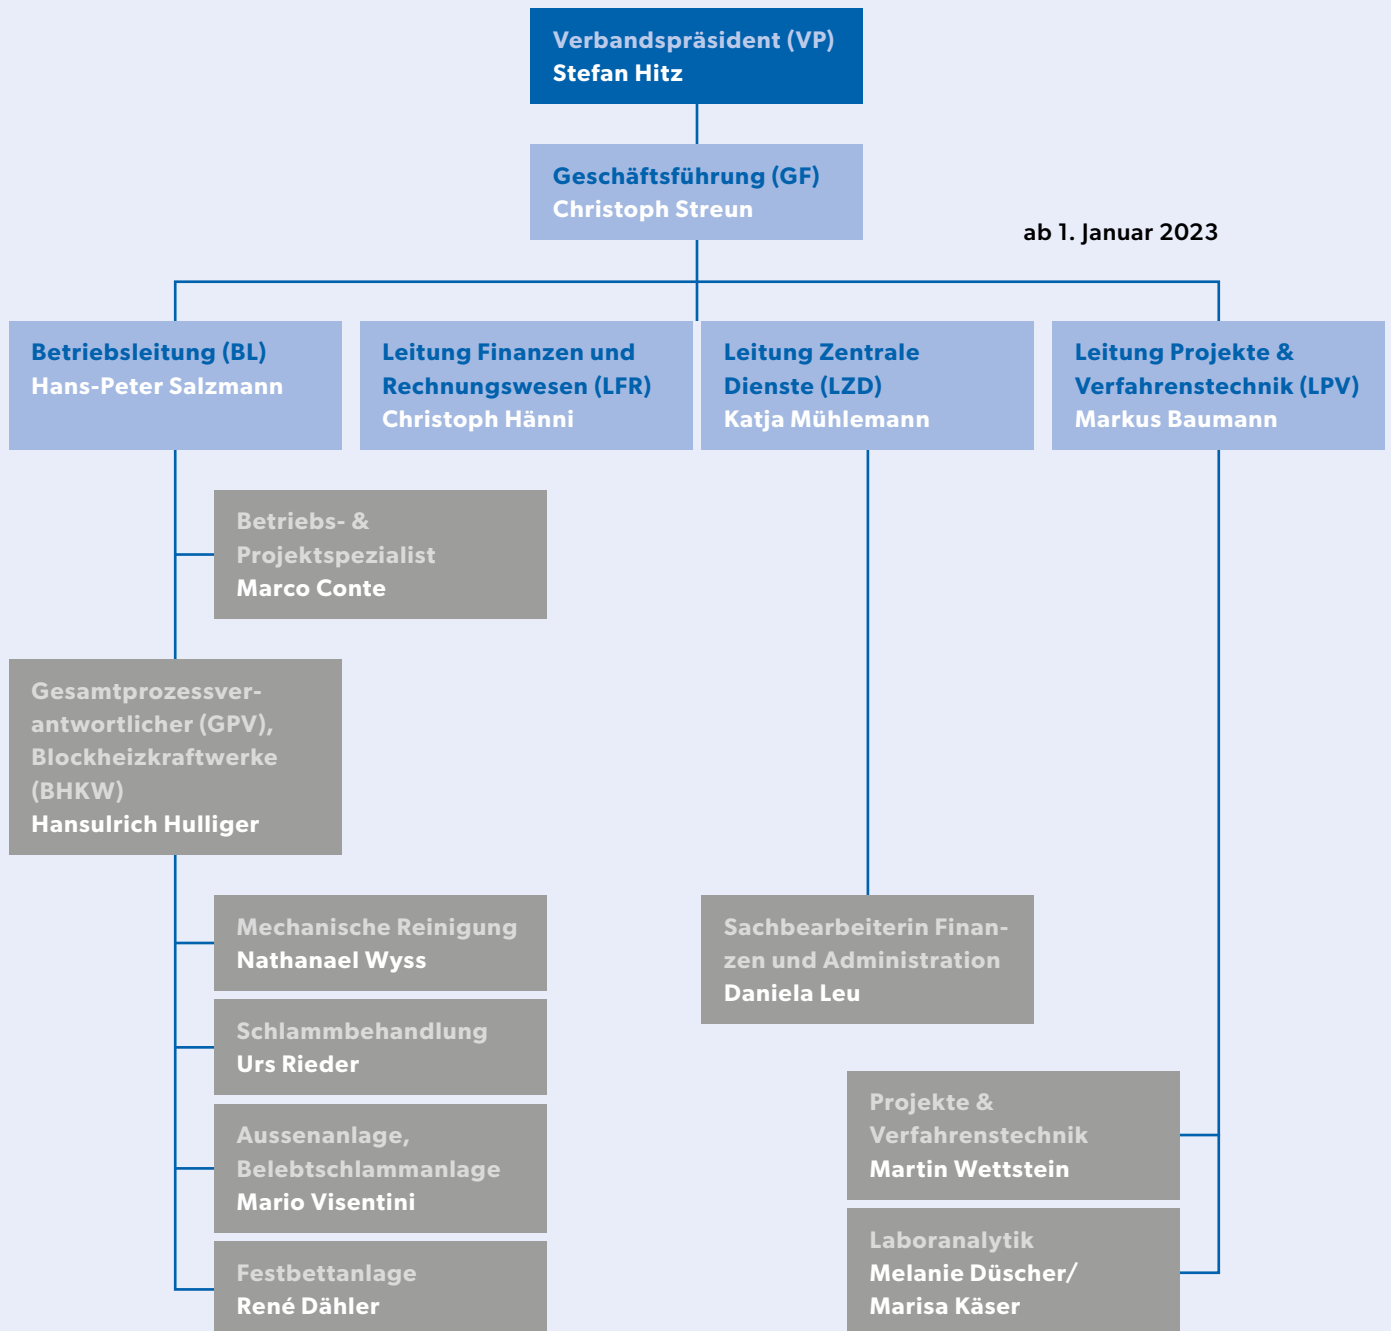 Verbandspräsident (VP)
Stefan Hitz
Geschäftsführung (GF)
Christoph Streun
ab 1. Januar 2023
Betriebsleitung (BL)
Hans-Peter Salzmann
Leitung Finanzen und
Rechnungswesen (LFR)
Christoph Hänni
Leitung Zentrale
Dienste (LZD)
Katja Mühlemann
Leitung Projekte &
Verfahrenstechnik (LPV)
Markus Baumann
Betriebs- &
Projektspezialist
Marco Conte
Gesamtprozessver-
antwortlicher (GPV),
Blockheizkraftwerke
(BHKW)
Hansulrich Hulliger
Mechanische Reinigung
Nathanael Wyss
Schlammbehandlung
Urs Rieder
Aussenanlage,
Belebtschlammanlage
Mario Visentini
Festbettanlage
René Dähler
Sachbearbeiterin Finan-
zen und Administration
Daniela Leu
Projekte &
Verfahrenstechnik
Martin Wettstein
Laboranalytik
Melanie Düscher/
Marisa Käser